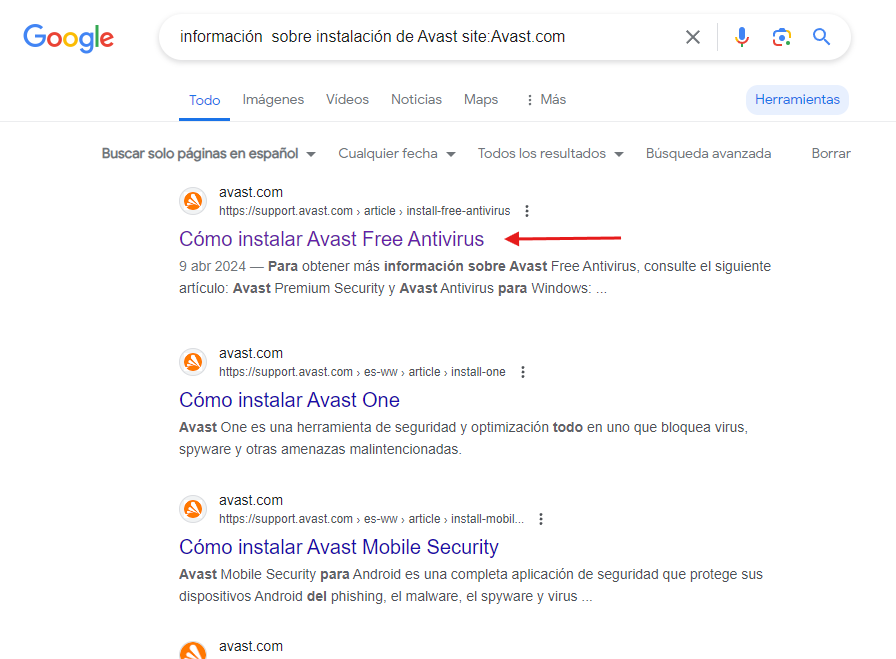 Google
información  sobre instalación de Avast site:Avast.com
Todo Imágenes Vídeos Noticias Maps Más Herramientas
Buscar solo páginas en español Cualquier fecha Todos los resultados Búsqueda avanzada Borrar
avast.com
https://support.avast.com › article › install-free-antivirus
Cómo instalar Avast Free Antivirus
9 abr 2024 — Para obtener más información sobre Avast Free Antivirus, consulte el siguiente
artículo: Avast Premium Security y Avast Antivirus para Windows: ...
avast.com
https://support.avast.com › es-ww › article › install-one
Cómo instalar Avast One
Avast One es una herramienta de seguridad y optimización todo en uno que bloquea virus,
spyware y otras amenazas malintencionadas.
avast.com
https://support.avast.com › es-ww › article › install-mobil...
Cómo instalar Avast Mobile Security
Avast Mobile Security para Android es una completa aplicación de seguridad que protege sus
dispositivos Android del phishing, el malware, el spyware y virus ...
avast.com